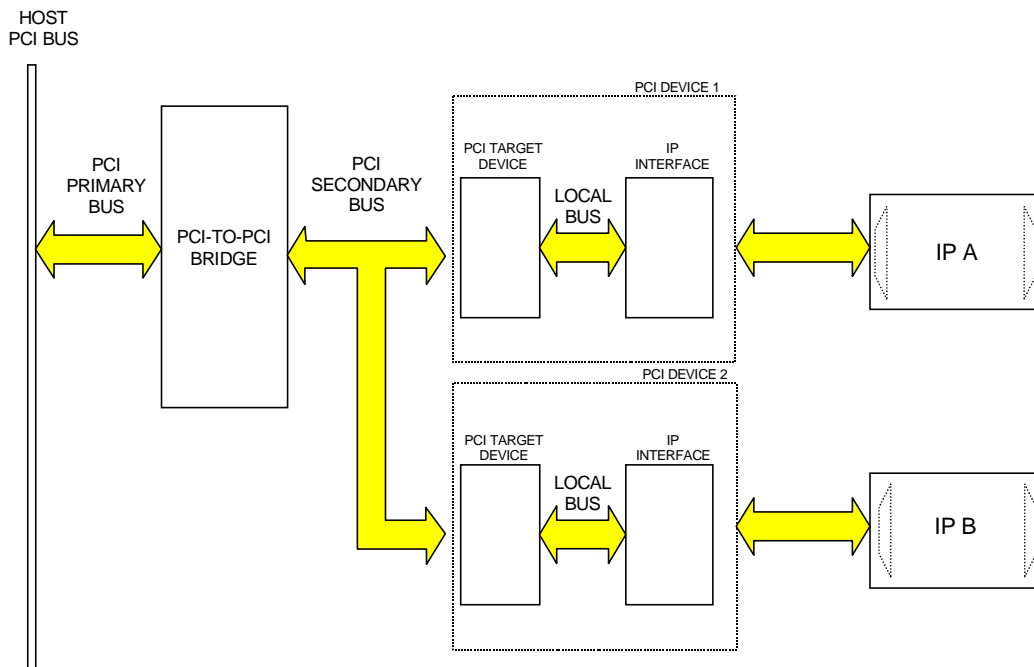 HOST
PCI BUS
PCI DEVICE 1
PCI
PRIMARY
BUS
PCI-TO-PCI
BRIDGE
PCI
SECONDARY
BUS
PCI TARGET
DEVICE
LOCAL
BUS
IP
INTERFACE
IP A
PCI DEVICE 2
PCI TARGET
DEVICE
LOCAL
BUS
IP
INTERFACE
IP B